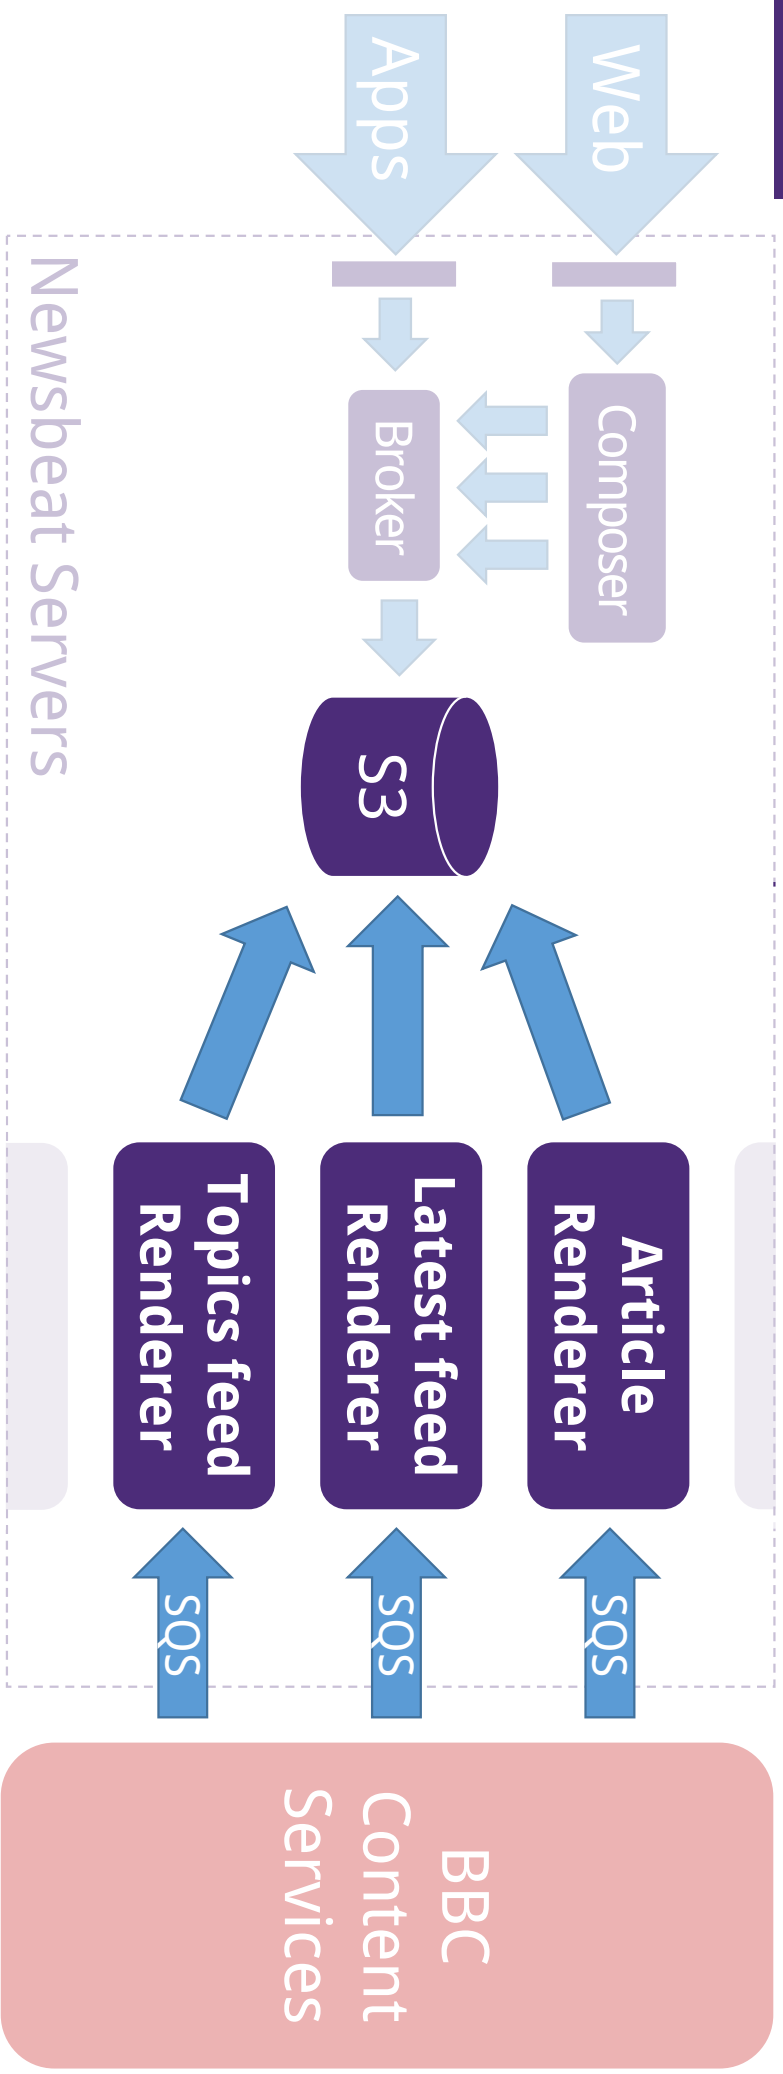 Web
Apps
Composer
Broker
Newsbeat Servers
S3
Article
Renderer
Latest feed
Renderer
Topics feed
Renderer
SQS
SQS
SQS
BBC
Content
Services